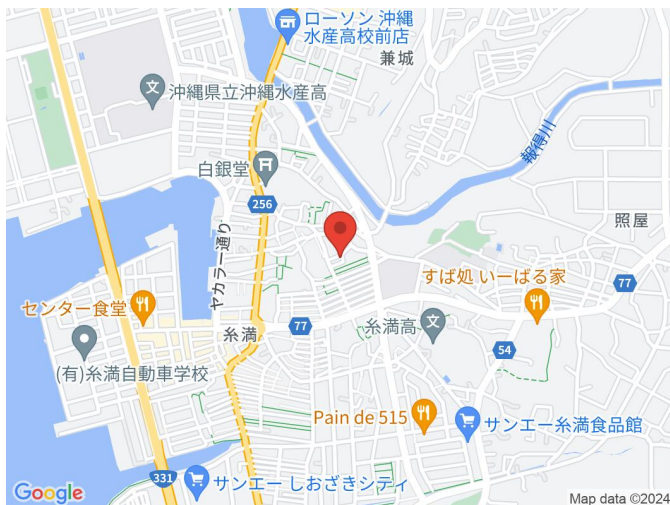 ローソン 沖縄
水産高校前店
兼城
沖縄県立沖縄水産高
報得川
白銀堂
256
照屋
ヤカラー通り
すば処 いーばる家
77
センター食堂
糸満
77
糸満高
54
(有)糸満自動車学校
Pain de 515
サンエー糸満食品館
331
サンエー しおざきシティ
Google
Map data ©2024